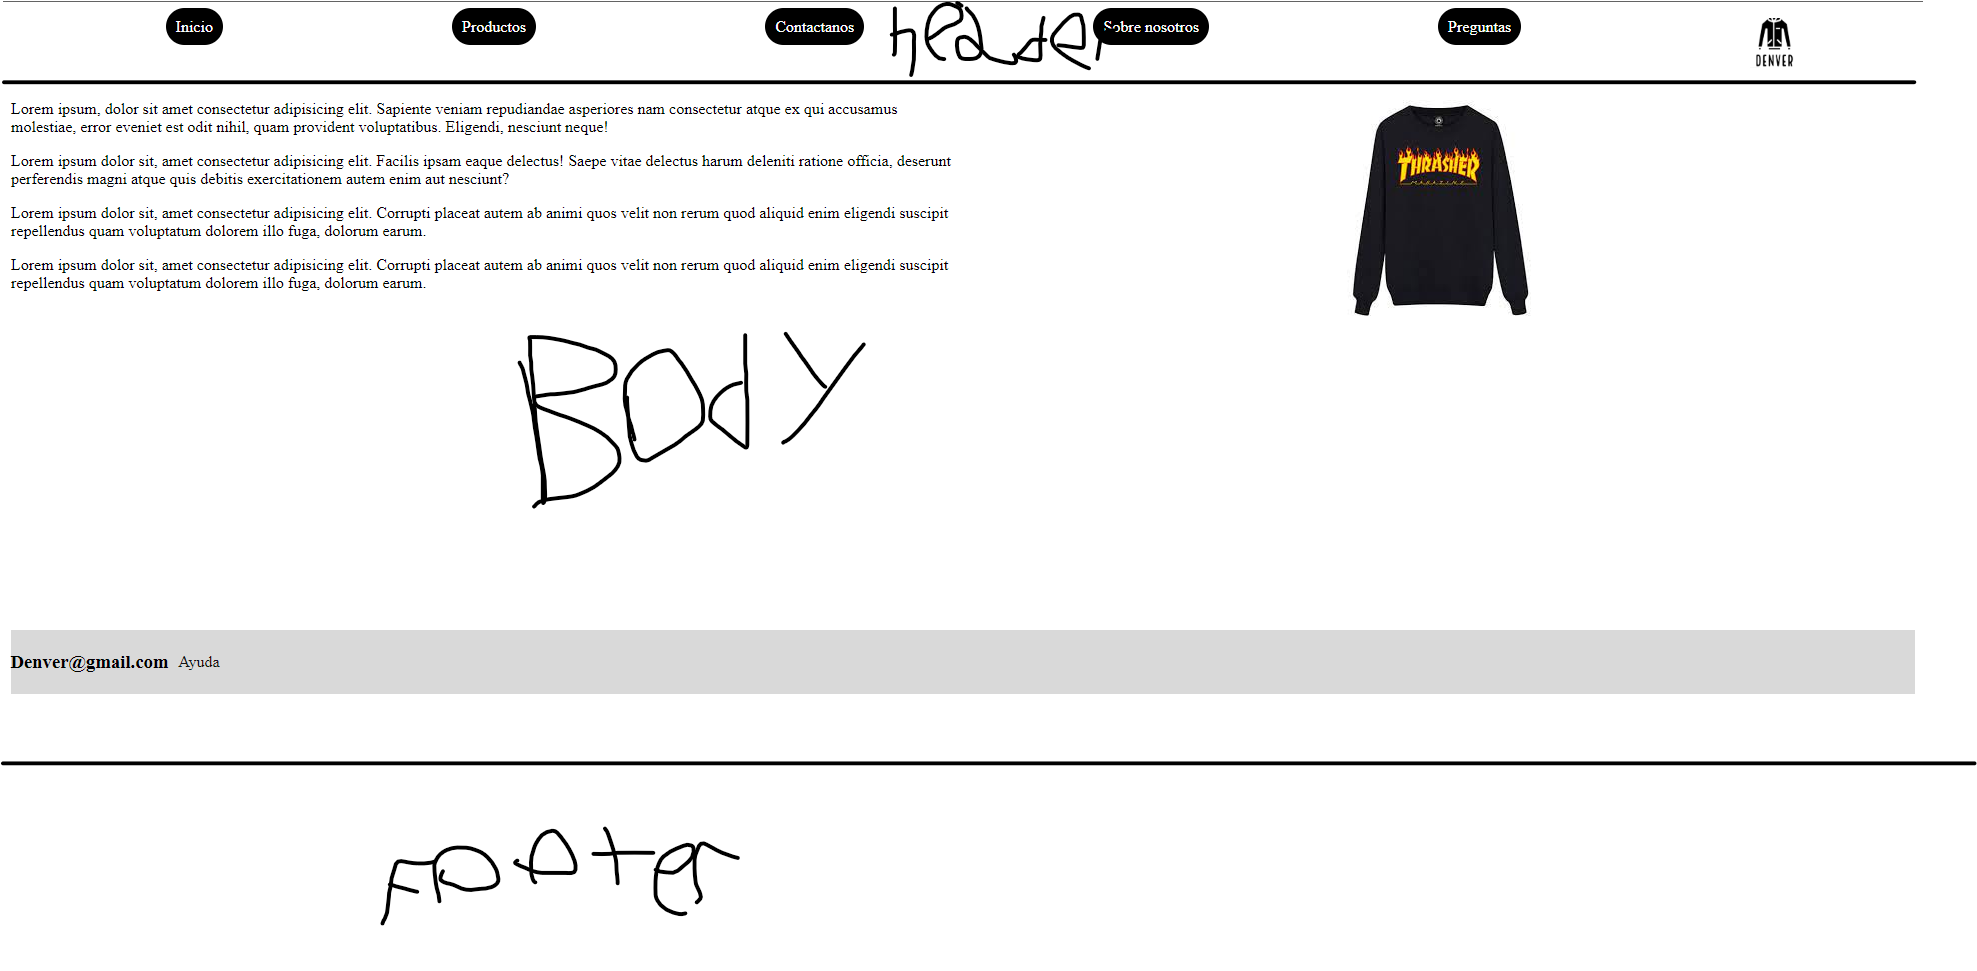 Inicio Productos Contactanos header Sobre nosotros Preguntas
DENVER
Lorem ipsum, dolor sit amet consectetur adipisicing elit. Sapiente veniam repudiandae asperiores nam consectetur atque ex qui accusamus
molestiae, error eveniet est odit nihil, quam provident voluptatibus. Eligendi, nesciunt neque!
Lorem ipsum dolor sit, amet consectetur adipisicing elit. Facilis ipsam eaque delectus! Saepe vitae delectus harum deleniti ratione officia, deserunt
perferendis magni atque quis debitis exercitationem autem enim aut nesciunt?
Lorem ipsum dolor sit, amet consectetur adipisicing elit. Corrupti placeat autem ab animi quos velit non rerum quod aliquid enim eligendi suscipit
repellendus quam voluptatum dolorem illo fuga, dolorum earum.
Lorem ipsum dolor sit, amet consectetur adipisicing elit. Corrupti placeat autem ab animi quos velit non rerum quod aliquid enim eligendi suscipit
repellendus quam voluptatum dolorem illo fuga, dolorum earum.
THRASHER
MAGAZINE
BOdy
Denver@gmail.com Ayuda
Footer